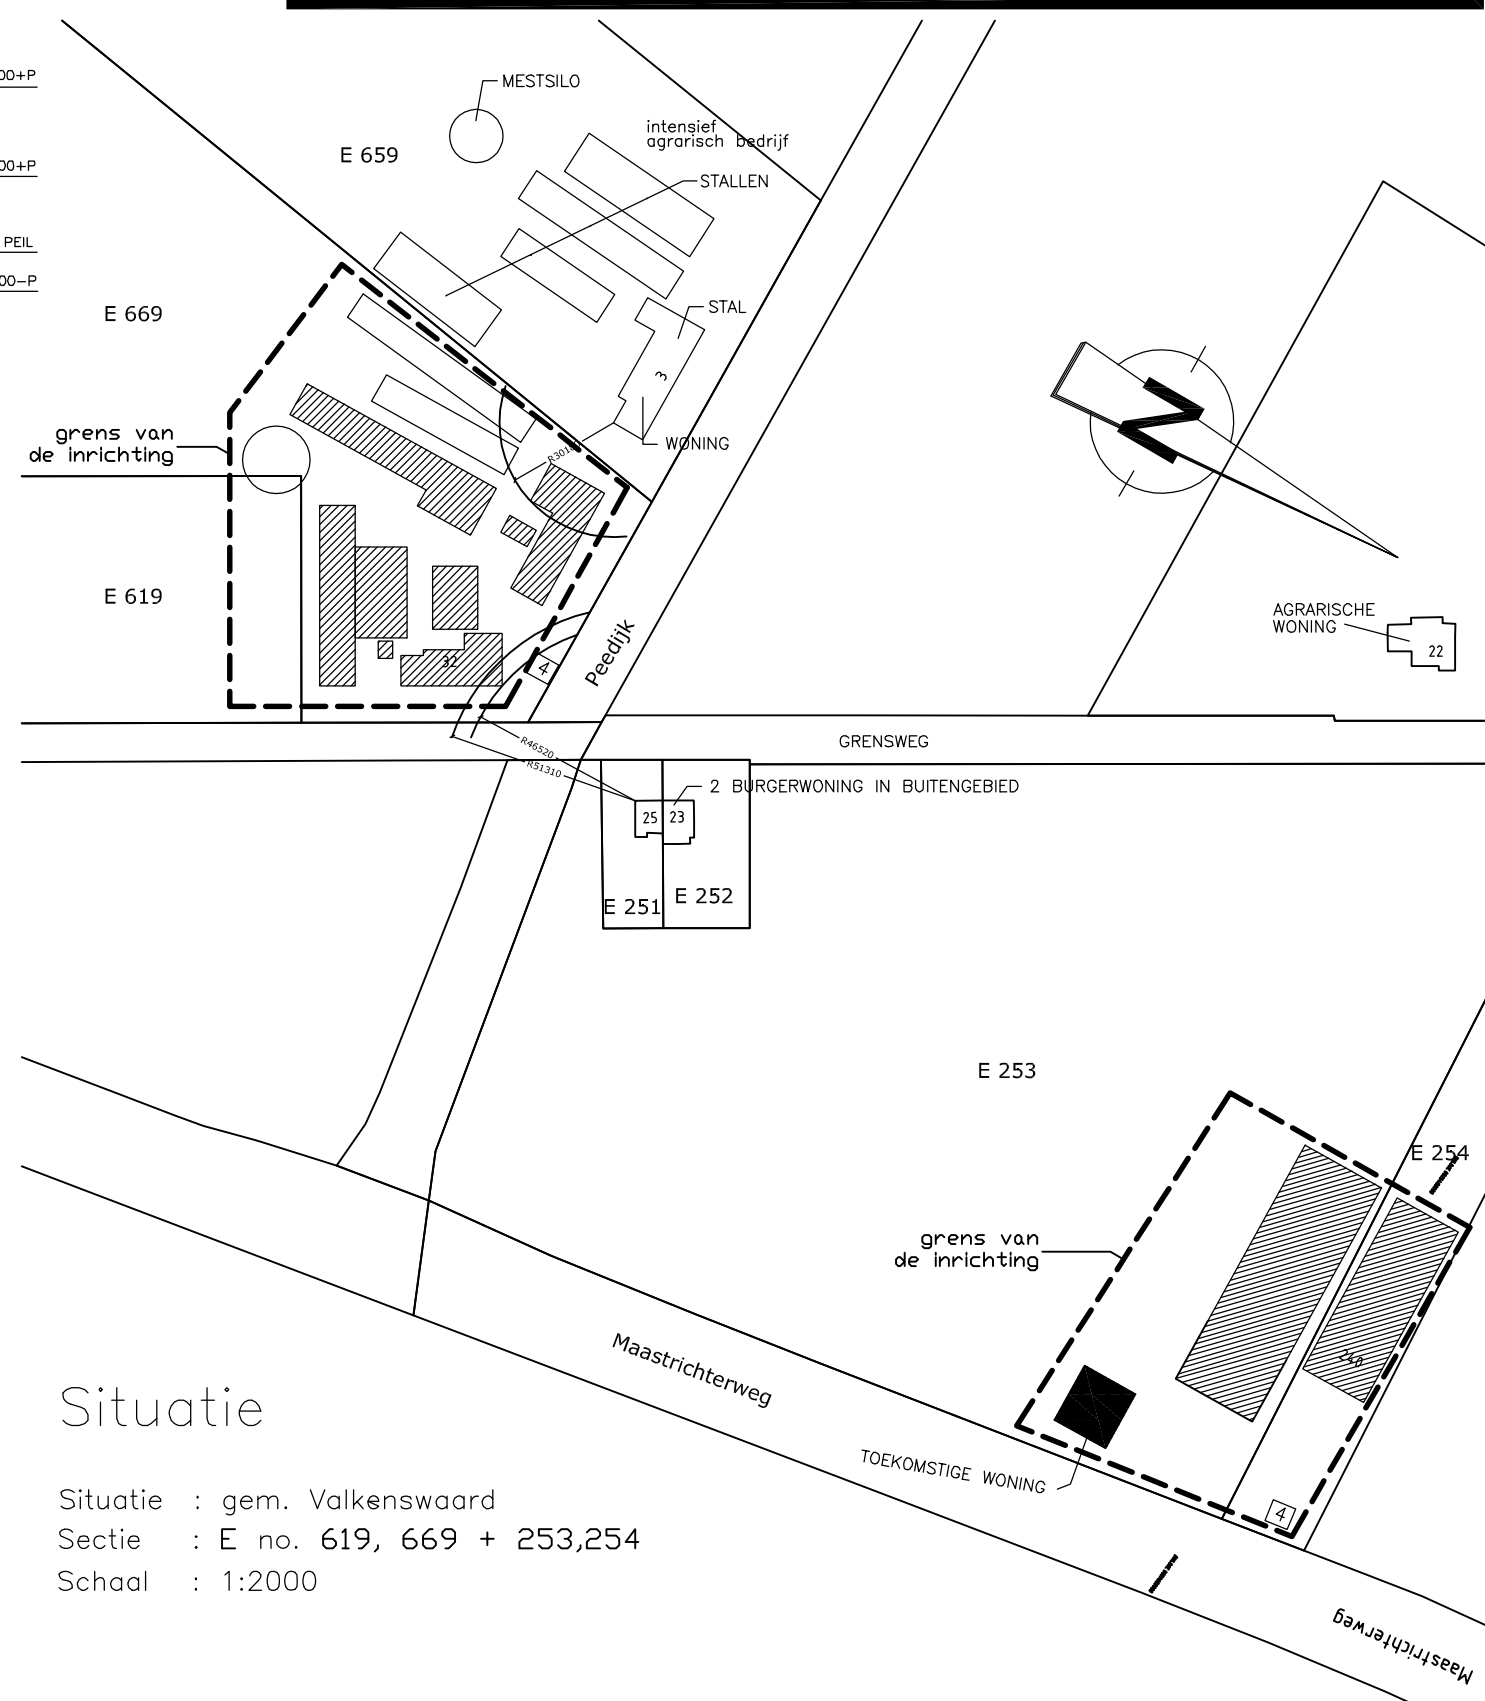 00+P
00+P
PEIL
00-P
MESTSILO
intensief
agrarisch bedrijf
E 659
STALLEN
E 669
STAL
3
WONING
grens van
de inrichting
R3018
E 619
32
4
Peedijk
AGRARISCHE
WONING
22
N
GRENSWEG
R46520
R51310
2 BURGERWONING IN BUITENGEBIED
25
23
E 251
E 252
E 253
E 254
grens van
de inrichting
240
Maastrichterweg
TOEKOMSTIGE WONING
4
Maastrichterweg
Situatie
Situatie : gem. Valkenswaard
Sectie : E no. 619, 669 + 253,254
Schaal : 1:2000